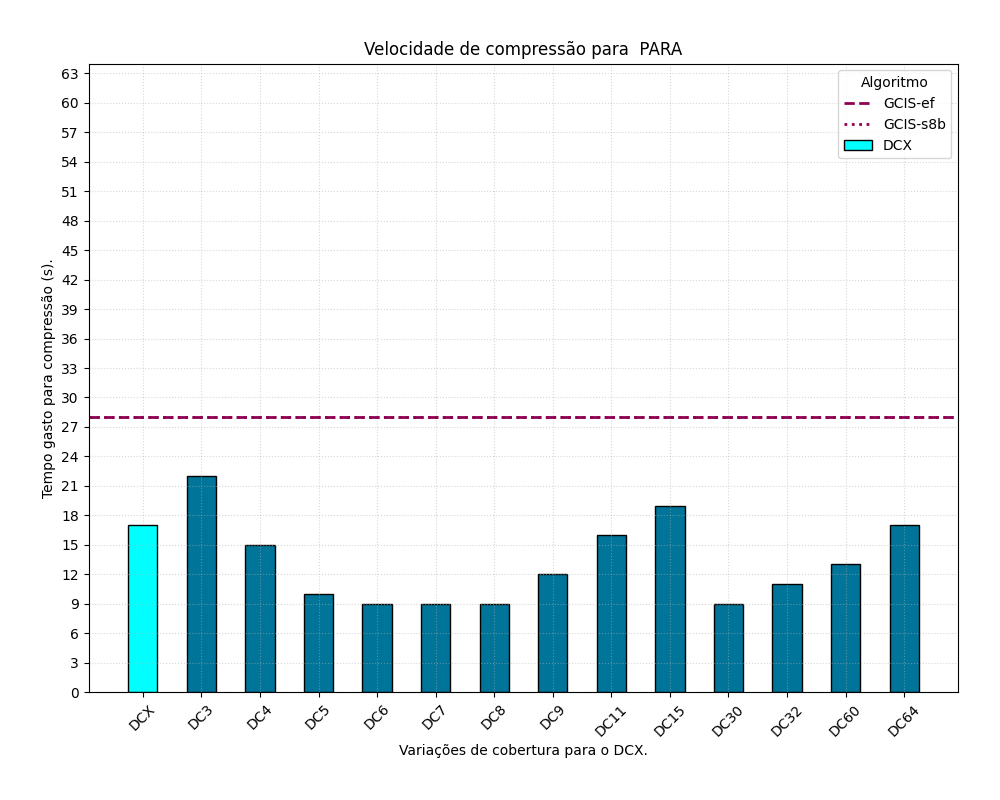 Velocidade de compressão para  PARA
Algoritmo
GCIS-ef
GCIS-s8b
DCX
Tempo gasto para compressão (s).
63
60
57
54
51
48
45
42
39
36
33
30
27
24
21
18
15
12
9
6
3
0
DCX DC3 DC4 DC5 DC6 DC7 DC8 DC9 DC11 DC15 DC30 DC32 DC60 DC64
Variações de cobertura para o DCX.